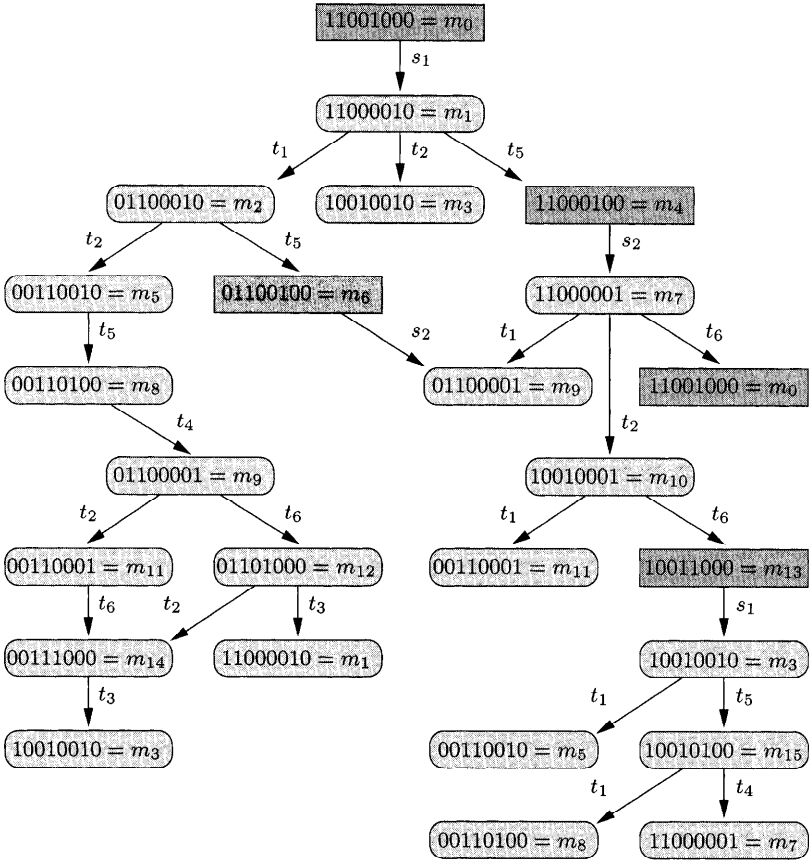 11001000 = m₀
s₁
11000010 = m₁
t₁ t₂ t₅
01100010 = m₂ 10010010 = m₃ 11000100 = m₄
t₂ t₅ s₂
00110010 = m₅ 01100100 = m₆ 11000001 = m₇
t₅ s₂ t₁ t₆
00110100 = m₈ 01100001 = m₉ 11001000 = m₀
t₄ t₂
01100001 = m₉ 10010001 = m₁₀
t₂ t₆ t₁ t₆
00110001 = m₁₁ 01101000 = m₁₂ 00110001 = m₁₁ 10011000 = m₁₃
t₆ t₂ t₃ s₁
00111000 = m₁₄ 11000010 = m₁ 10010010 = m₃
t₃ t₁ t₅
10010010 = m₃ 00110010 = m₅ 10010100 = m₁₅
t₁ t₄
00110100 = m₈ 11000001 = m₇